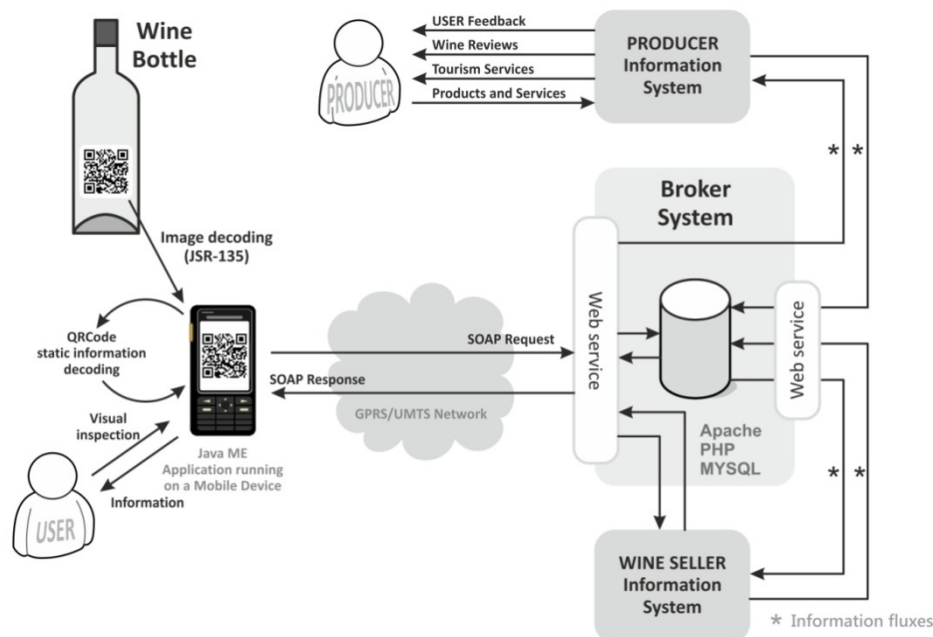 Wine
Bottle
USER Feedback
Wine Reviews
Tourism Services
Products and Services
PRODUCER
PRODUCER
Information
System
*
*
Broker
System
Image decoding
(JSR-135)
QRCode
static information
decoding
SOAP Request
SOAP Response
GPRS/UMTS Network
Web service
Web service
Apache
PHP
MYSQL
Visual
inspection
Java ME
Application running
on a Mobile Device
Information
USER
*
*
WINE SELLER
Information
System
* Information fluxes